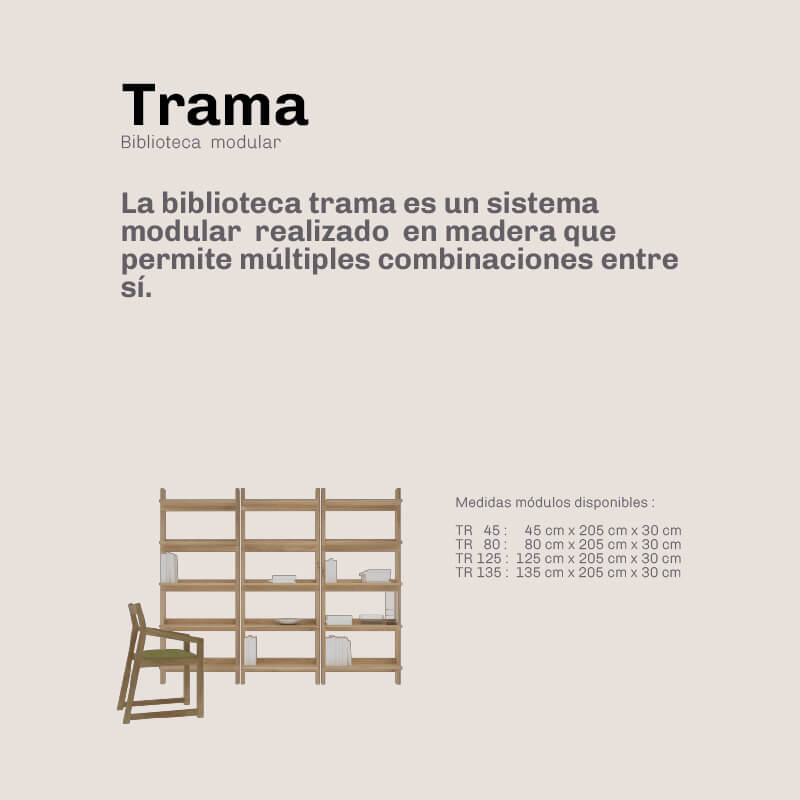 Trama
Biblioteca modular
La biblioteca trama es un sistema
modular realizado en madera que
permite múltiples combinaciones entre
sí.
Medidas módulos disponibles :
TR 45 : 45 cm x 205 cm x 30 cm
TR 80 : 80 cm x 205 cm x 30 cm
TR 125 : 125 cm x 205 cm x 30 cm
TR 135 : 135 cm x 205 cm x 30 cm